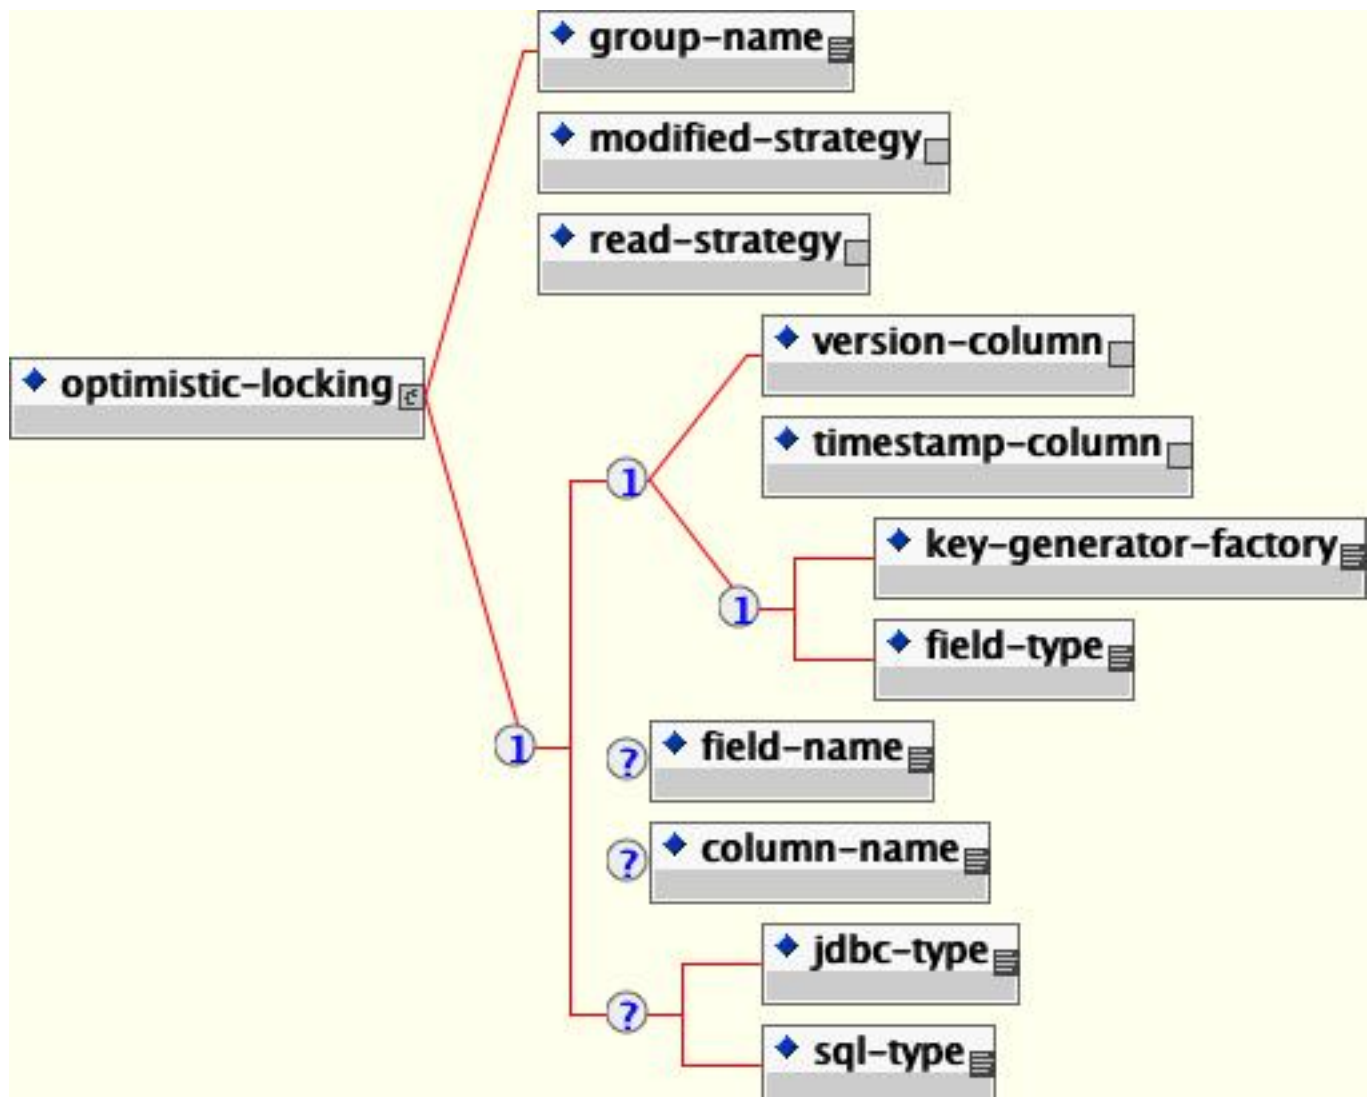 group-name
modified-strategy
read-strategy
version-column
optimistic-locking
timestamp-column
1
key-generator-factory
1
field-type
1
? field-name
? column-name
jdbc-type
?
sql-type